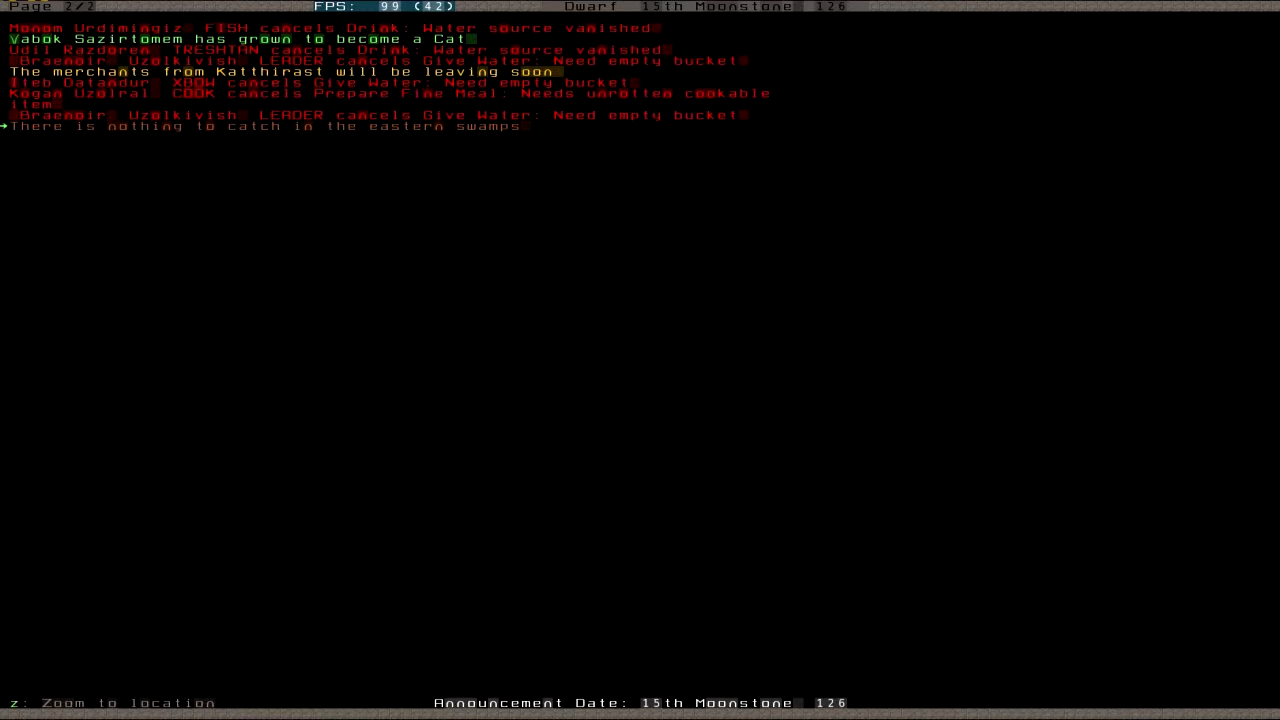 Page 2/2 FPS: 99 (42) Dwarf 15th Moonstone 126
Monom Urdimingiz FISH cancels Drink: Water source vanished
Vabok Sazirtomem has grown to become a Cat
Udil Razdoren TRESHTAN cancels Drink: Water source vanished
Braenoir Uzolkivish LEADER cancels Give Water: Need empty bucket
The merchants from Katthirast will be leaving soon
Iteb Datandur XBOW cancels Give Water: Need empty bucket
Kogan Uzolral COOK cancels Prepare Fine Meal: Needs unrotten cookable
item
Braenoir Uzolkivish LEADER cancels Give Water: Need empty bucket
There is nothing to catch in the eastern swamps
z: Zoom to location Announcement Date: 15th Moonstone 126